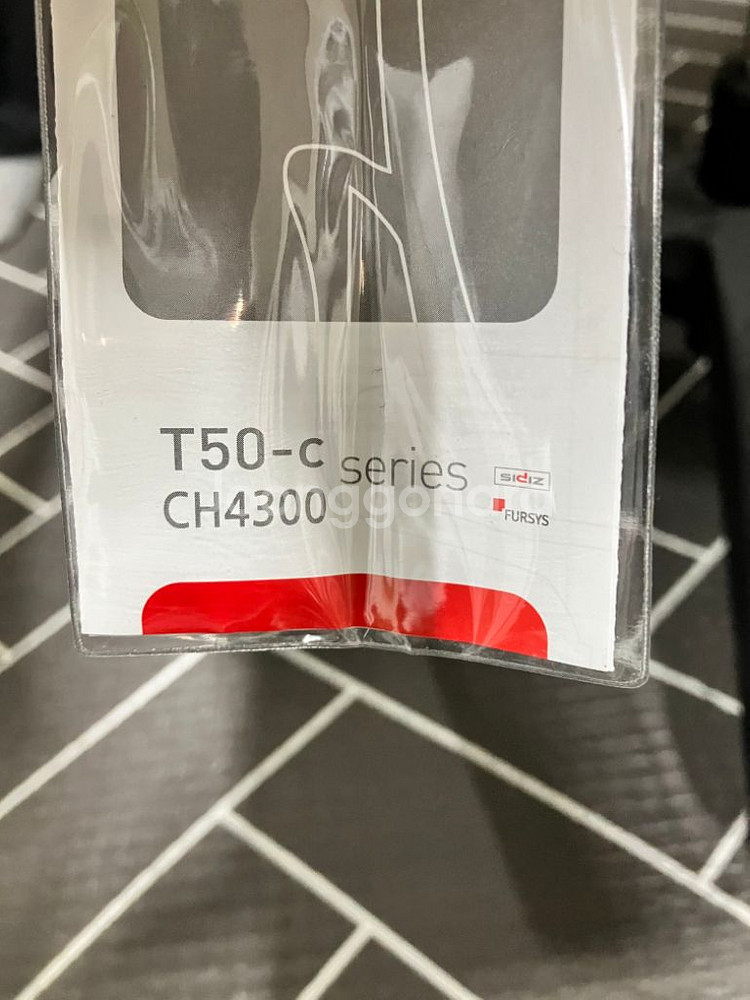 T50-c series
CH4300
SIDIZ
FURSYS